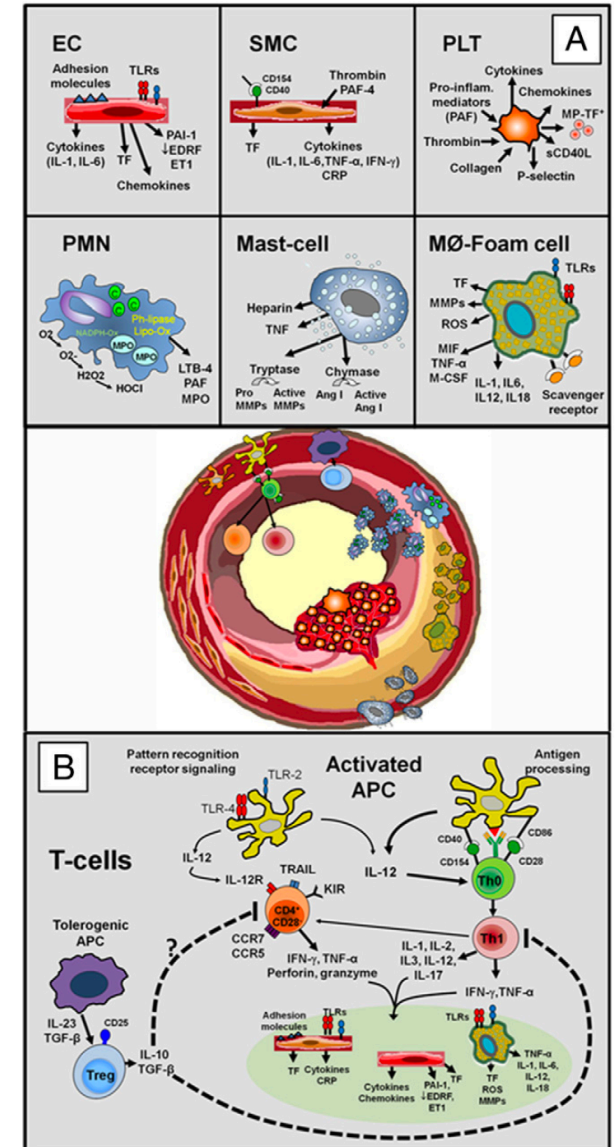 A
EC
Adhesion
molecules
TLRs
Cytokines
(IL-1, IL-6)
TF
PAI-1
↓EDRF
ET1
Chemokines
SMC
CD154
CD40
Thrombin
PAF-4
TF
Cytokines
(IL-1, IL-6,TNF-α, IFN-γ)
CRP
PLT
Cytokines
Pro-inflam.
mediators
(PAF)
Chemokines
MP-TF⁺
Thrombin
sCD40L
Collagen
P-selectin
PMN
Ph-lipase
Lipo-Ox
NADPH-Ox
MPO
MPO
O2
O2-
H2O2
HOCl
LTB-4
PAF
MPO
Mast-cell
Heparin
TNF
Tryptase
Chymase
Pro
MMPs
Active
MMPs
Ang I
Active
Ang I
MØ-Foam cell
TLRs
TF
MMPs
ROS
MIF
TNF-α
M-CSF
IL-1, IL6,
IL12, IL18
Scavenger
receptor
B
Pattern recognition
receptor signaling
Activated
APC
Antigen
processing
TLR-2
TLR-4
T-cells
CD40
CD86
CD154
CD28
IL-12
IL-12
Th0
IL-12R
TRAIL
KIR
CD4⁺
CD28⁻
CCR7
CCR5
Th1
Tolerogenic
APC
?
IFN-γ, TNF-α
Perforin, granzyme
IL-1, IL-2,
IL3, IL-12,
IL-17
IFN-γ,TNF-α
IL-23
TGF-β
CD25
Treg
IL-10
TGF-β
Adhesion
molecules
TLRs
TF
Cytokines
CRP
Cytokines
Chemokines
PAI-1,
↓EDRF,
ET1
TF
TLRs
TF
ROS
MMPs
TNF-α
IL-1, IL-6,
IL-12,
IL-18